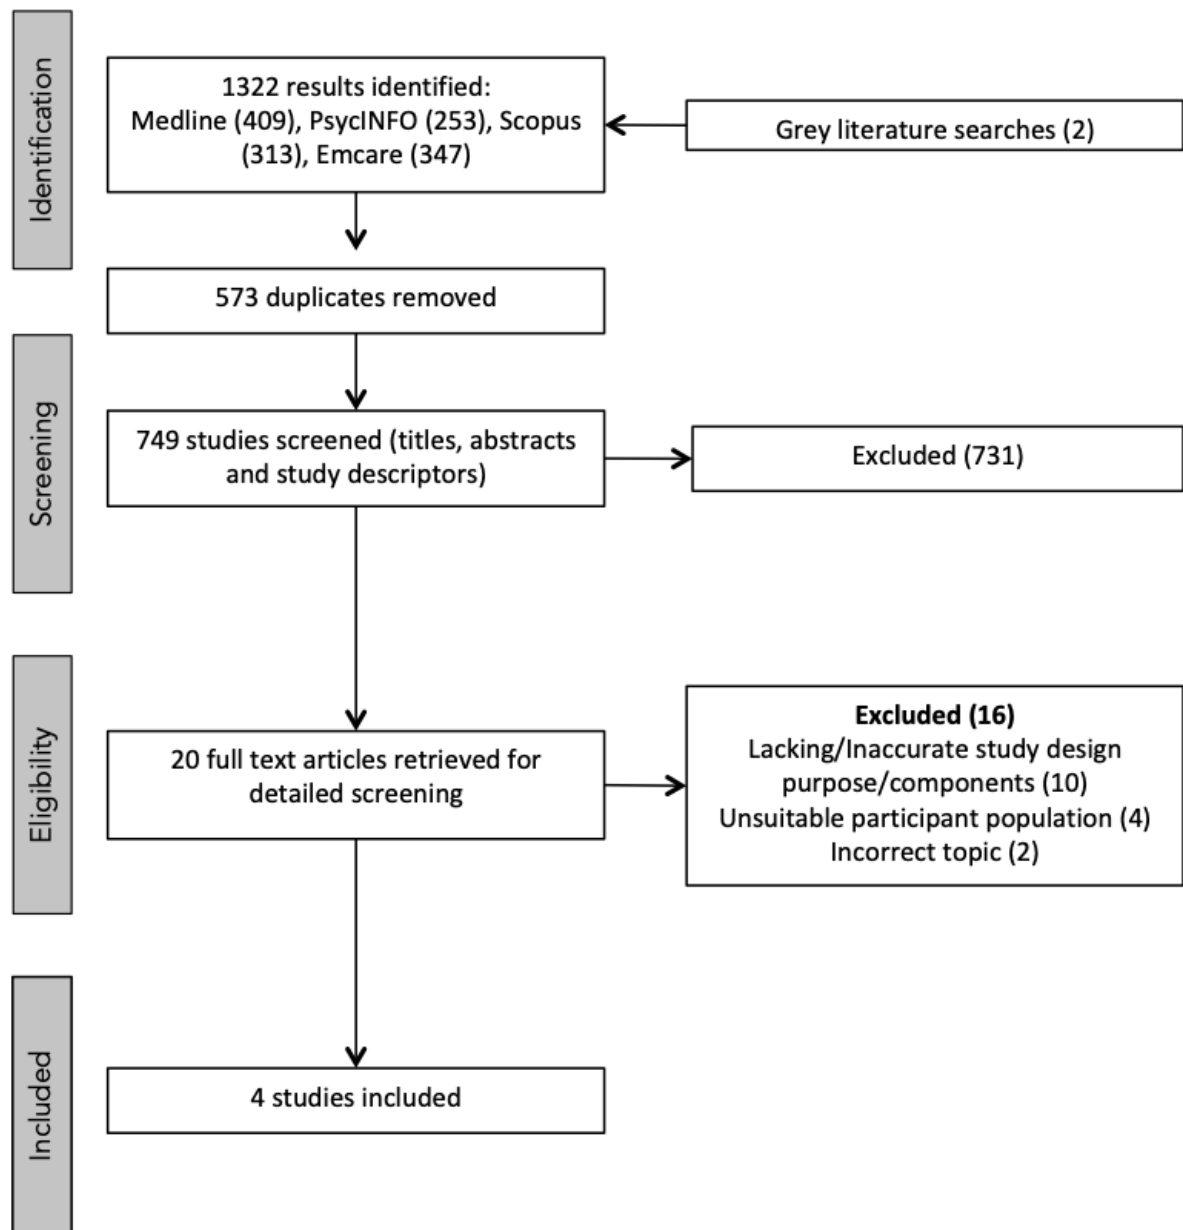 Identification
1322 results identified:
Medline (409), PsycINFO (253), Scopus
(313), Emcare (347)
Grey literature searches (2)
573 duplicates removed
Screening
749 studies screened (titles, abstracts
and study descriptors)
Excluded (731)
Eligibility
20 full text articles retrieved for
detailed screening
Excluded (16)
Lacking/Inaccurate study design
purpose/components (10)
Unsuitable participant population (4)
Incorrect topic (2)
Included
4 studies included